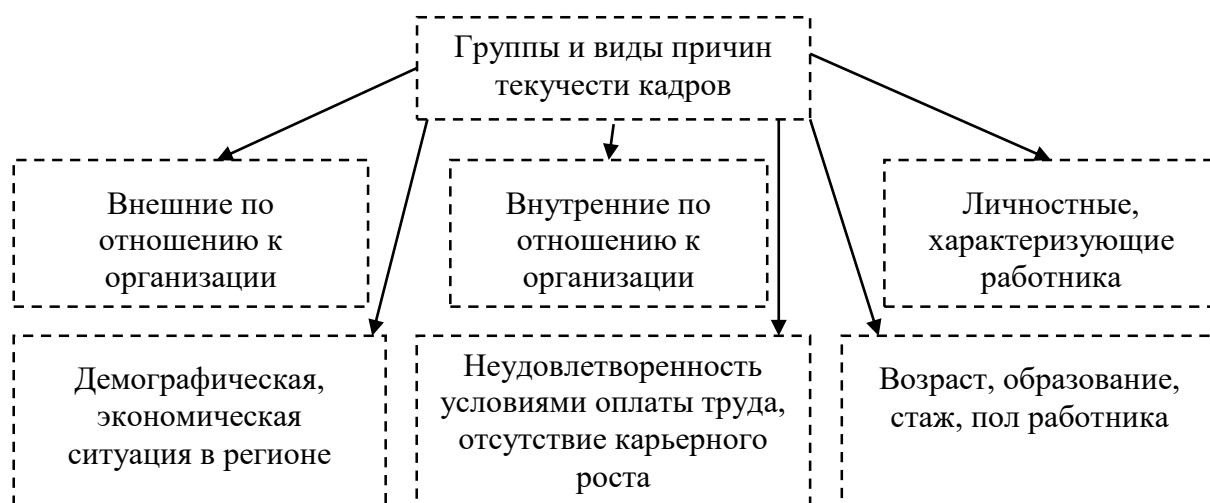 Группы и виды причин
текучести кадров
Внешние по
отношению к
организации
Внутренние по
отношению к
организации
Личностные,
характеризующие
работника
Демографическая,
экономическая
ситуация в регионе
Неудовлетворенность
условиями оплаты труда,
отсутствие карьерного
роста
Возраст, образование,
стаж, пол работника